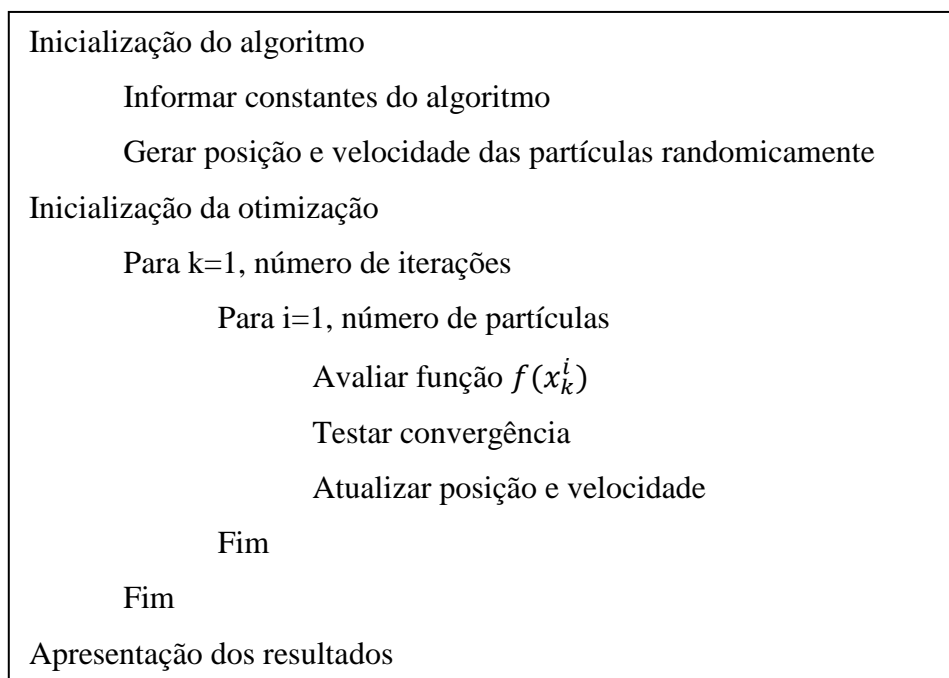 Inicialização do algoritmo
Informar constantes do algoritmo
Gerar posição e velocidade das partículas randomicamente
Inicialização da otimização
Para k=1, número de iterações
Para i=1, número de partículas
Avaliar função $f(x_k^i)$
Testar convergência
Atualizar posição e velocidade
Fim
Fim
Apresentação dos resultados